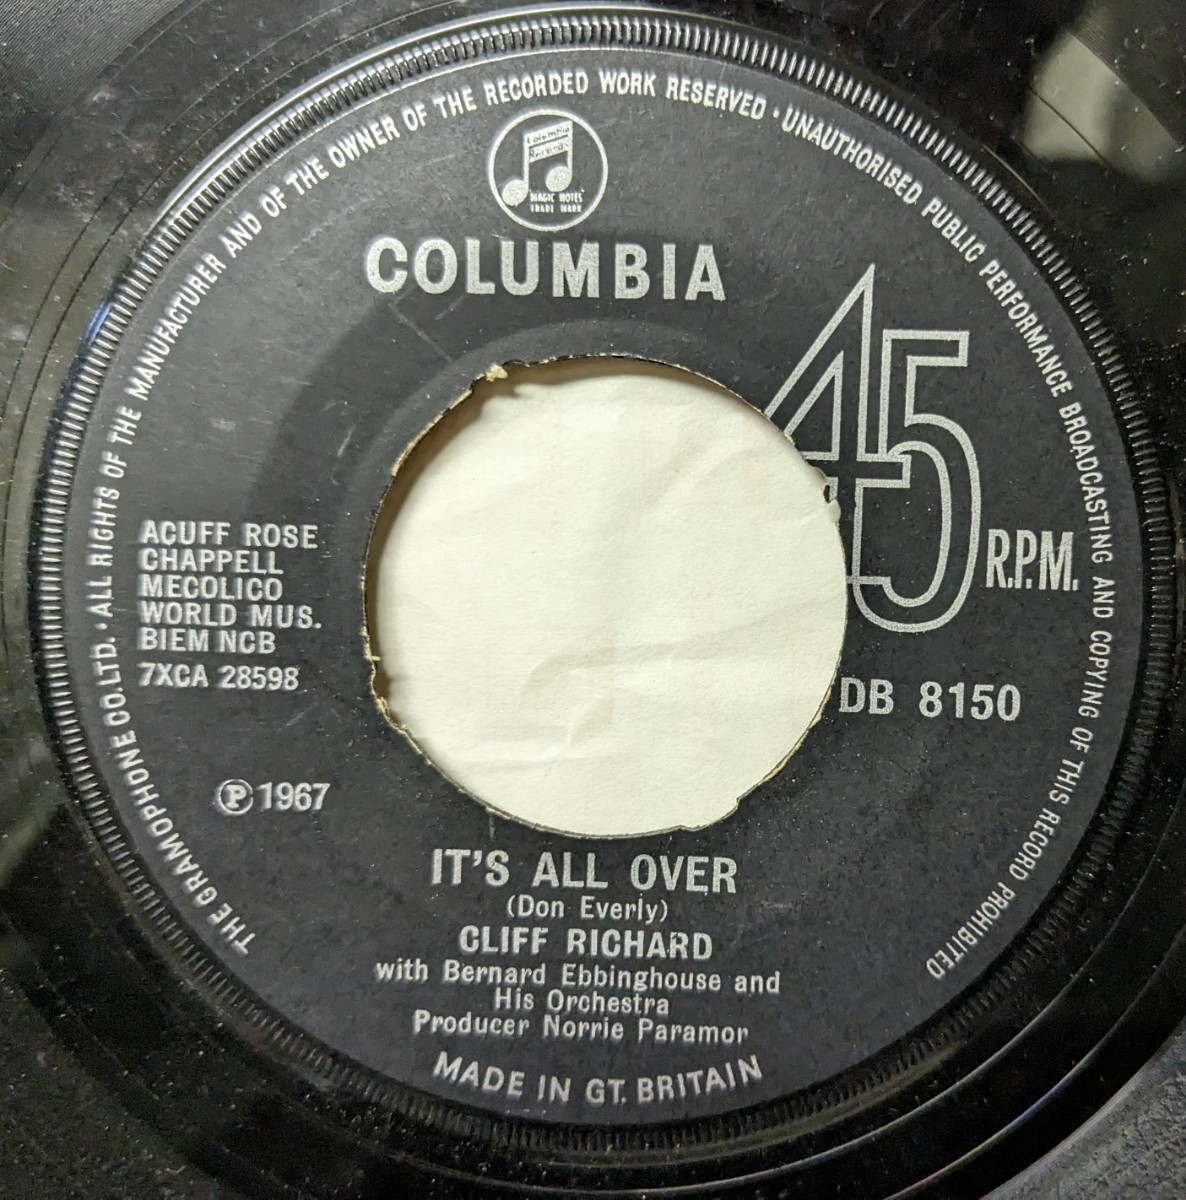 THE GRAMOPHONE CO. LTD. · ALL RIGHTS OF THE MANUFACTURER AND OF THE OWNER OF THE RECORDED WORK RESERVED · UNAUTHORISED PUBLIC PERFORMANCE BROADCASTING AND COPYING OF THIS RECORD PROHIBITED
Columbia
Records
MAGIC NOTES
TRADE MARK
COLUMBIA
45
R.P.M.
ACUFF ROSE
CHAPPELL
MECOLICO
WORLD MUS.
BIEM NCB
7XCA 28598
DB 8150
Ⓟ 1967
IT'S ALL OVER
(Don Everly)
CLIFF RICHARD
with Bernard Ebbinghouse and
His Orchestra
Producer Norrie Paramor
MADE IN GT. BRITAIN